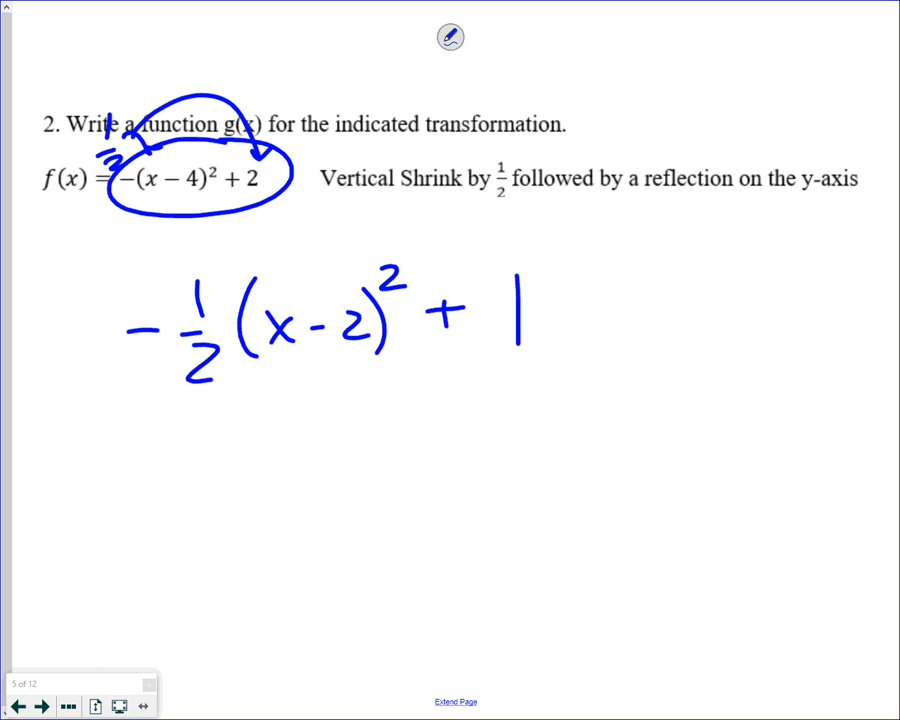 2. Write a function g(x) for the indicated transformation.
1/2
f(x) = −(x − 4)² + 2 Vertical Shrink by 1/2 followed by a reflection on the y-axis
− 1/2 (x − 2)² + 1
5 of 12
Extend Page